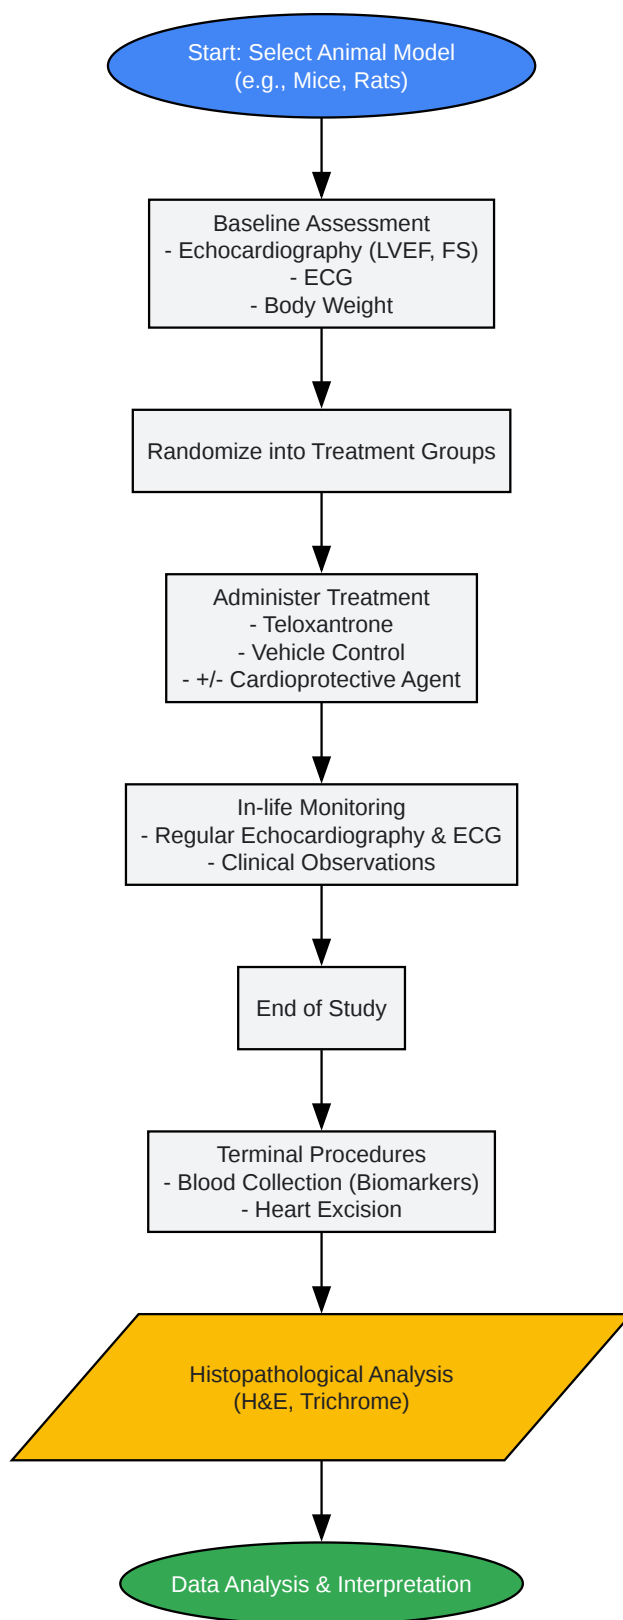 Start: Select Animal Model
(e.g., Mice, Rats)
Baseline Assessment
- Echocardiography (LVEF, FS)
- ECG
- Body Weight
Randomize into Treatment Groups
Administer Treatment
- Teloxantrone
- Vehicle Control
- +/- Cardioprotective Agent
In-life Monitoring
- Regular Echocardiography & ECG
- Clinical Observations
End of Study
Terminal Procedures
- Blood Collection (Biomarkers)
- Heart Excision
Histopathological Analysis
(H&E, Trichrome)
Data Analysis & Interpretation